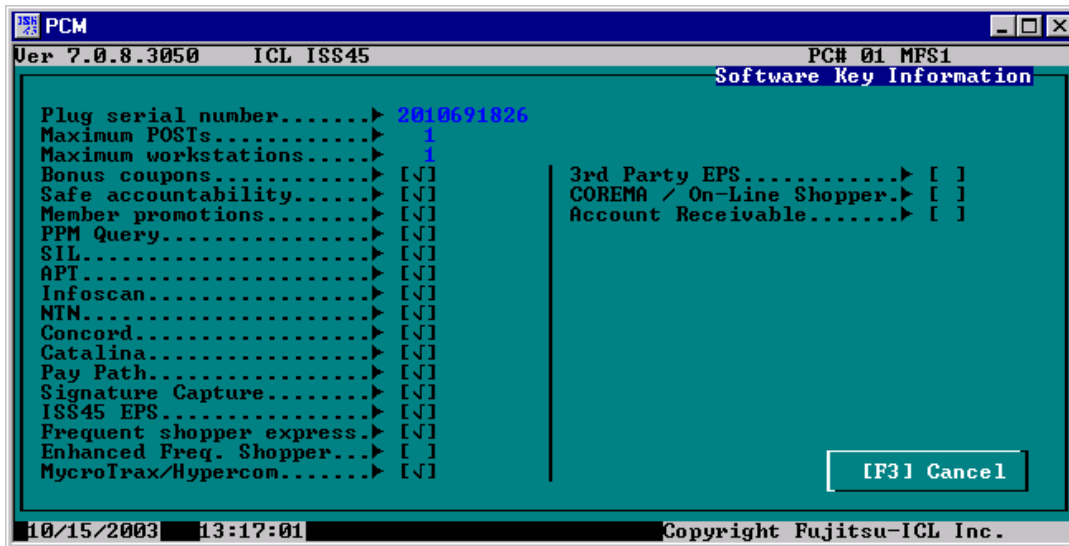 PCM
Ver 7.0.8.3050 ICL ISS45 PC# 01 MFS1
Software Key Information
Plug serial number.......► 2010691826
Maximum POSTs............► 1
Maximum workstations.....► 1
Bonus coupons............► [√]
Safe accountability......► [√]
Member promotions........► [√]
PPM Query................► [√]
SIL......................► [√]
APT......................► [√]
Infoscan.................► [√]
NTN......................► [√]
Concord..................► [√]
Catalina.................► [√]
Pay Path.................► [√]
Signature Capture........► [√]
ISS45 EPS................► [√]
Frequent shopper express.► [√]
Enhanced Freq. Shopper...► [ ]
MycroTrax/Hypercom.......► [√]
3rd Party EPS............► [ ]
COREMA / On-Line Shopper.► [ ]
Account Receivable.......► [ ]
[F3] Cancel
10/15/2003 13:17:01 Copyright Fujitsu-ICL Inc.